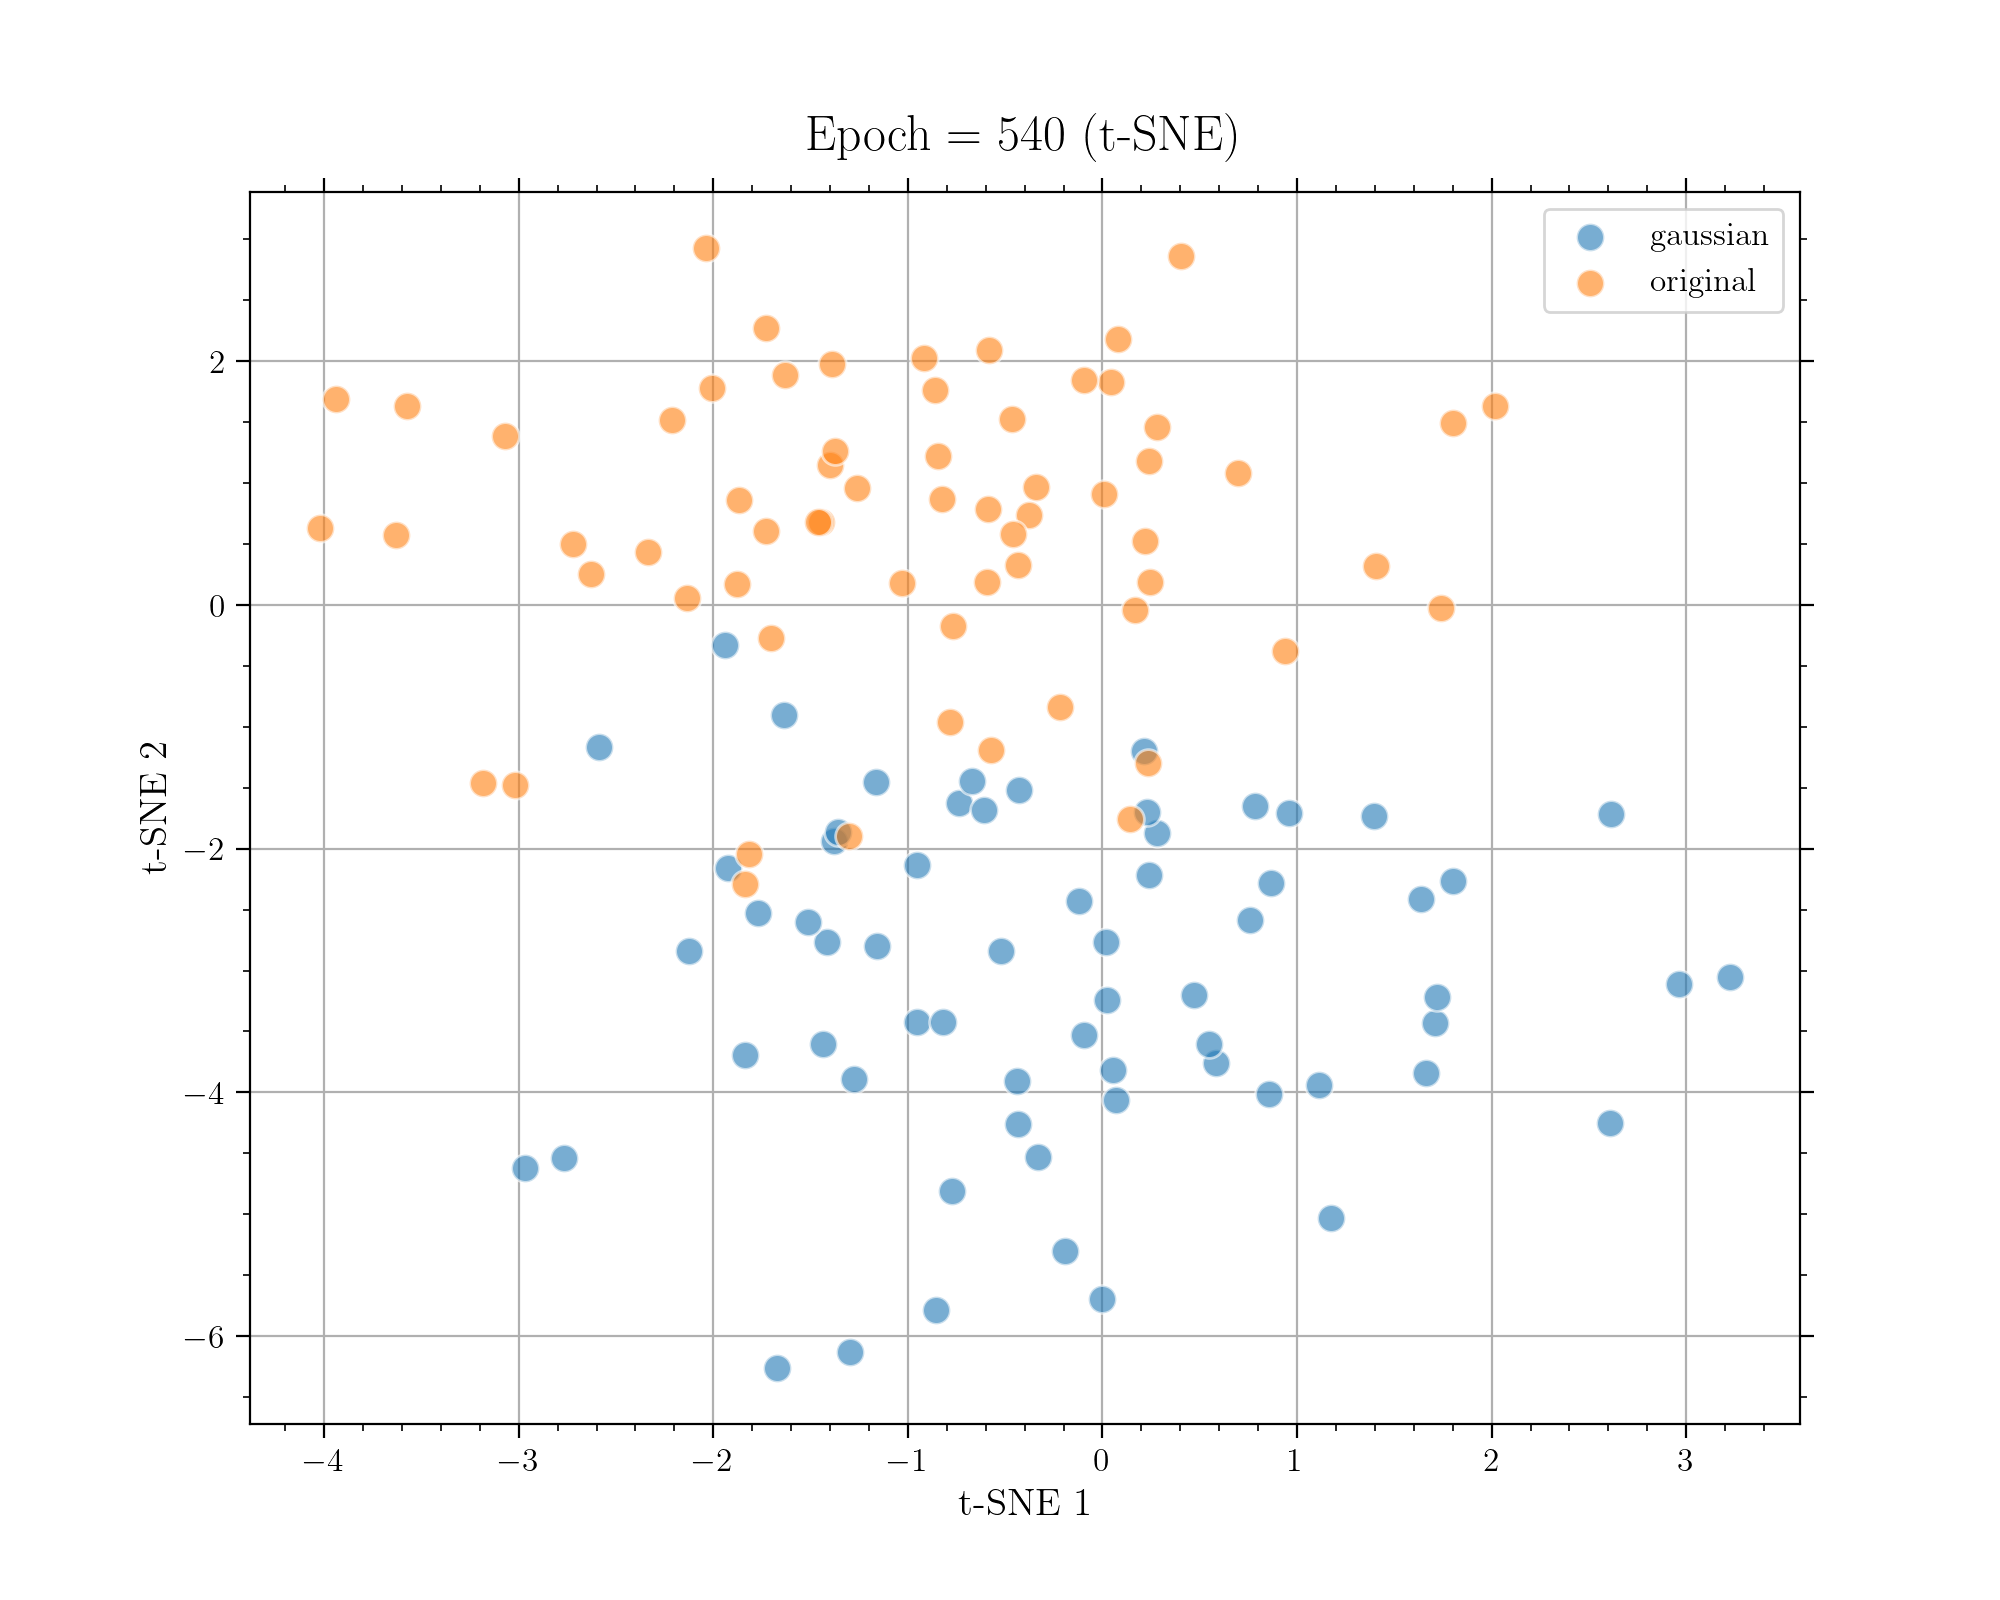 Epoch = 540 (t-SNE)
gaussian
original
2
0
−2
−4
−6
t-SNE 2
−4 −3 −2 −1 0 1 2 3
t-SNE 1